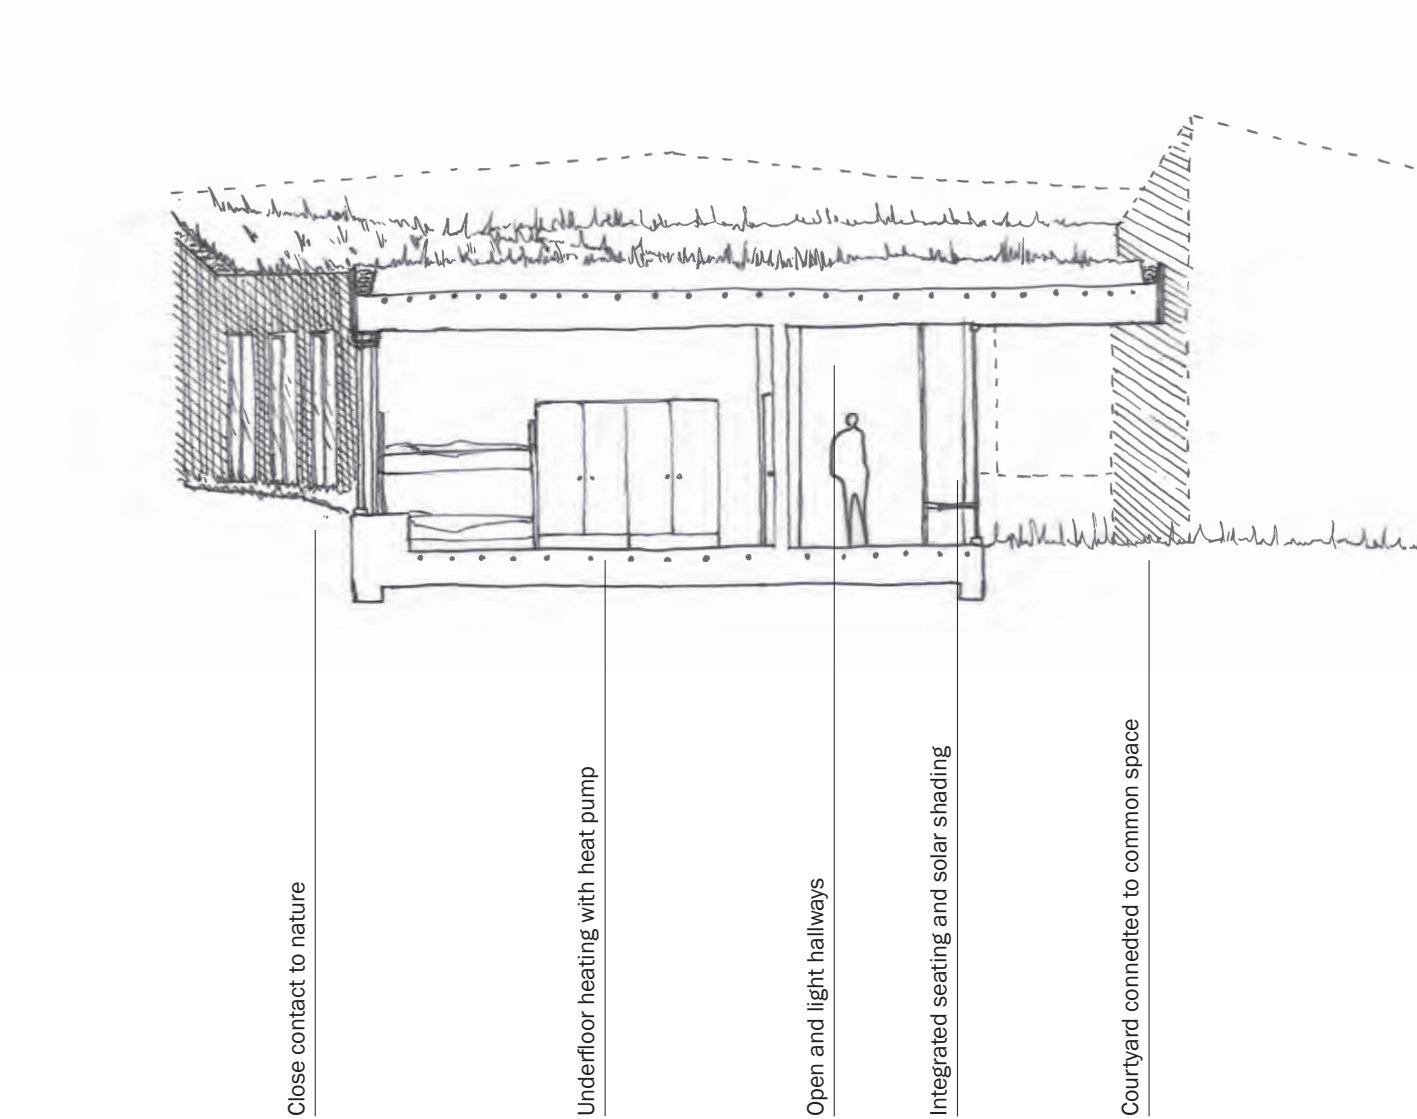 Close contact to nature
Underfloor heating with heat pump
Open and light hallways
Integrated seating and solar shading
Courtyard connedted to common space